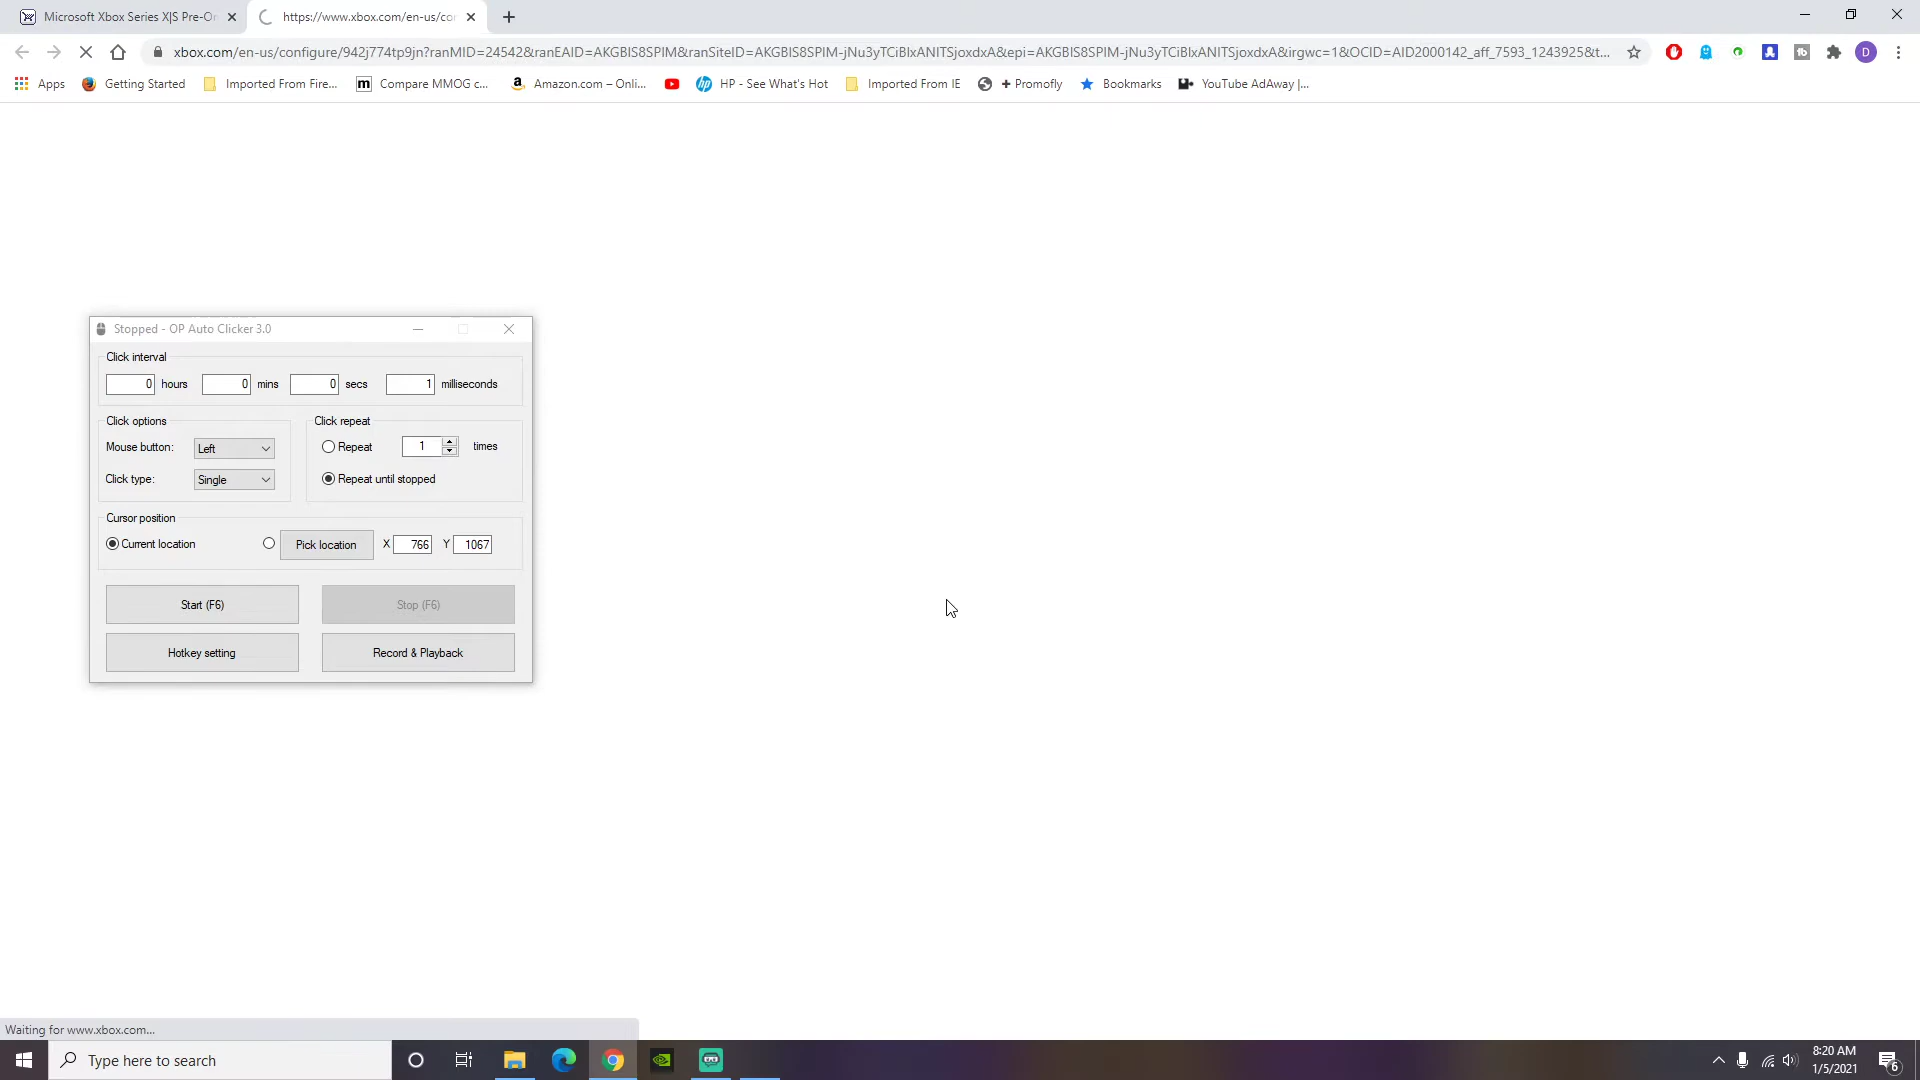 Microsoft Xbox Series X|S Pre-Or
https://www.xbox.com/en-us/cor
xbox.com/en-us/configure/942j774tp9jn?ranMID=24542&ranEAID=AKGBIS8SPIM&ranSiteID=AKGBIS8SPIM-jNu3yTCiBlxANITSjoxdxA&epi=AKGBIS8SPIM-jNu3yTCiBlxANITSjoxdxA&irgwc=1&OCID=AID2000142_aff_7593_1243925&t...
D
Apps
Getting Started
Imported From Fire...
m
Compare MMOG c...
Amazon.com – Onli...
HP - See What's Hot
Imported From IE
+ Promofly
Bookmarks
YouTube AdAway |...
Stopped - OP Auto Clicker 3.0
Click interval
0 hours 0 mins 0 secs 1 milliseconds
Click options
Click repeat
Mouse button: Left
Repeat 1 times
Click type: Single
Repeat until stopped
Cursor position
Current location
Pick location X 766 Y 1067
Start (F6)
Stop (F6)
Hotkey setting
Record & Playback
Waiting for www.xbox.com...
Type here to search
8:20 AM
1/5/2021
6